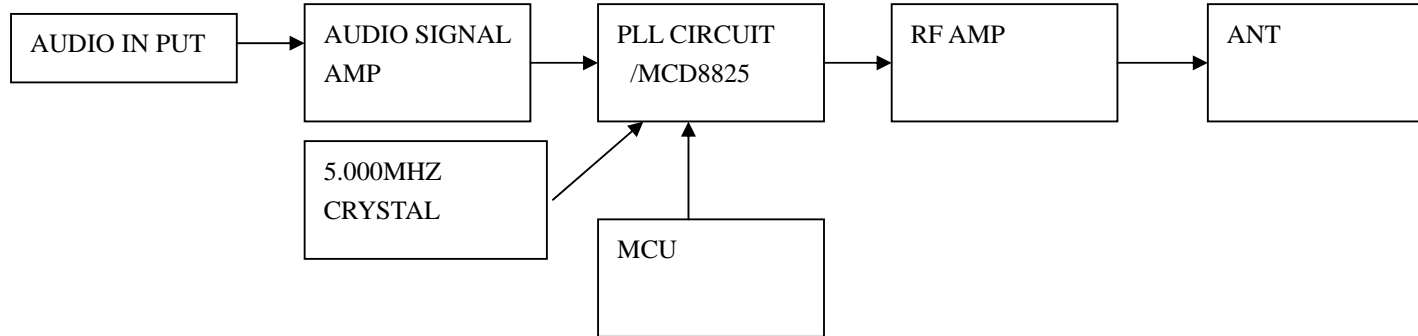 AUDIO IN PUT
AUDIO SIGNAL
AMP
PLL CIRCUIT
/MCD8825
RF AMP
ANT
5.000MHZ
CRYSTAL
MCU